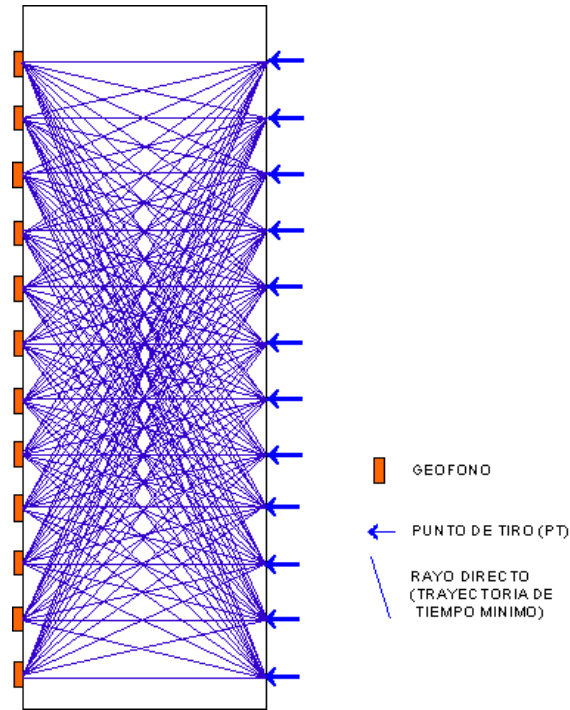 GEOFONO
PUNTO DE TIRO (PT)
RAYO DIRECTO
(TRAYECTORIA DE
TIEMPO MINIMO)